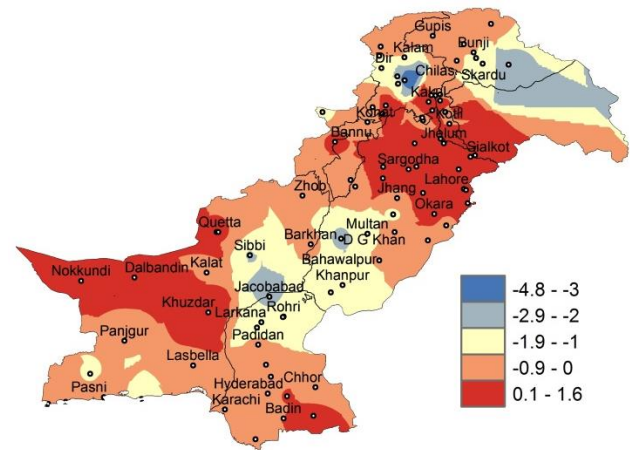 Gupis
Bunji
Kalam
Dir
Chilas
Skardu
Kakul
Kohat
Kotli
Bannu
Jhelum
Sialkot
Sargodha
Zhob
Jhang
Lahore
Okara
Quetta
Multan
Barkhan
D G Khan
Sibbi
Kalat
Bahawalpur
Nokkundi
Dalbandin
Khanpur
Jacobabad
Khuzdar
Larkana
Rohri
Panjgur
Padidan
Lasbella
Pasni
Hyderabad
Chhor
Karachi
Badin
-4.8 - -3
-2.9 - -2
-1.9 - -1
-0.9 - 0
0.1 - 1.6